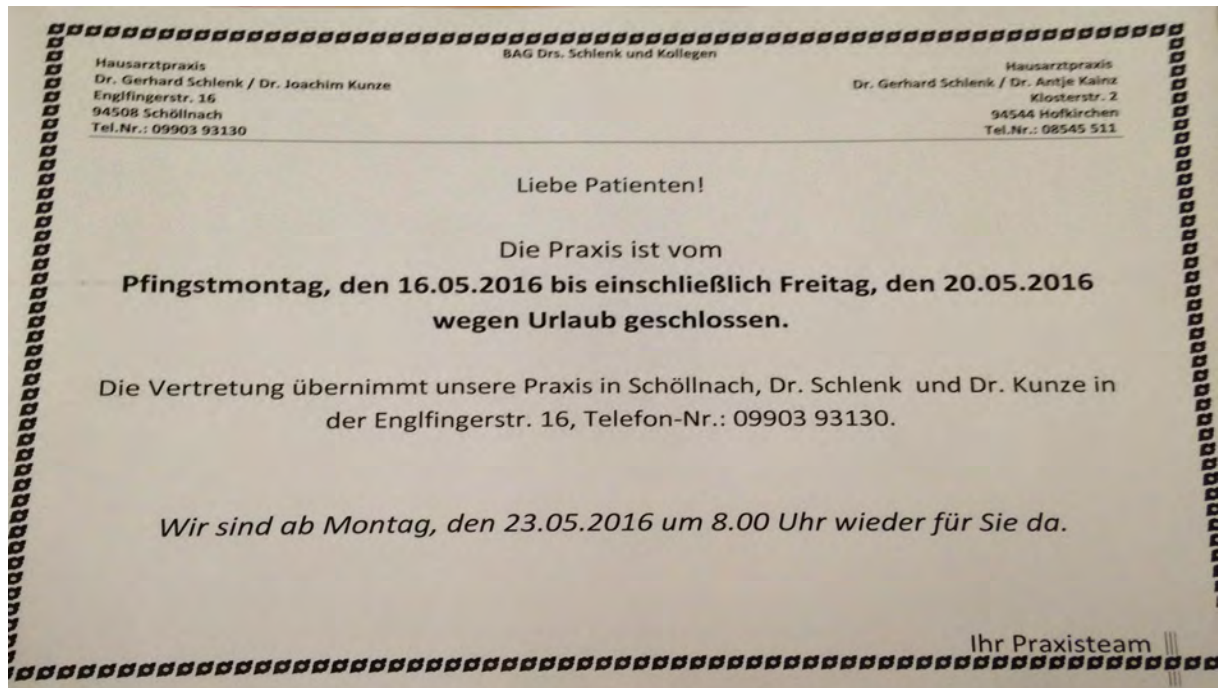 BAG Drs. Schlenk und Kollegen
Hausarztpraxis
Dr. Gerhard Schlenk / Dr. Joachim Kunze
Englfingerstr. 16
94508 Schöllnach
Tel.Nr.: 09903 93130
Hausarztpraxis
Dr. Gerhard Schlenk / Dr. Antje Kainz
Klosterstr. 2
94544 Hofkirchen
Tel.Nr.: 08545 511
Liebe Patienten!
Die Praxis ist vom
Pfingstmontag, den 16.05.2016 bis einschließlich Freitag, den 20.05.2016
wegen Urlaub geschlossen.
Die Vertretung übernimmt unsere Praxis in Schöllnach, Dr. Schlenk und Dr. Kunze in
der Englfingerstr. 16, Telefon-Nr.: 09903 93130.
Wir sind ab Montag, den 23.05.2016 um 8.00 Uhr wieder für Sie da.
Ihr Praxisteam